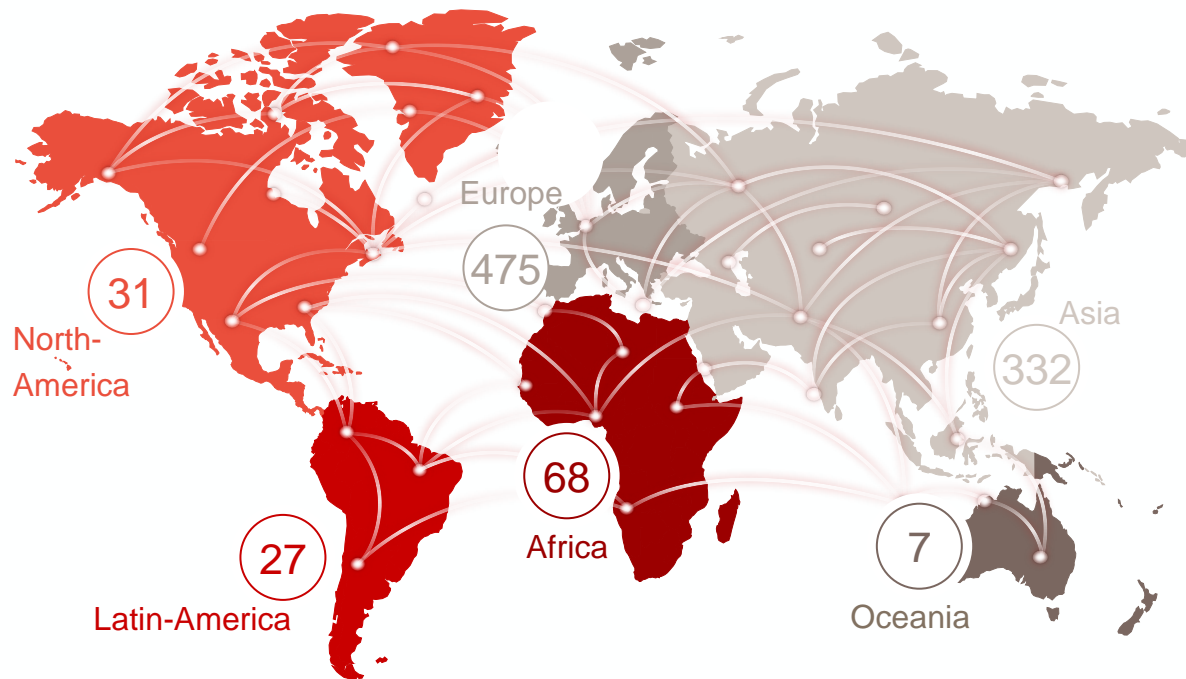 Europe
475
31
North-
America
Asia
332
68
Africa
27
Latin-America
7
Oceania